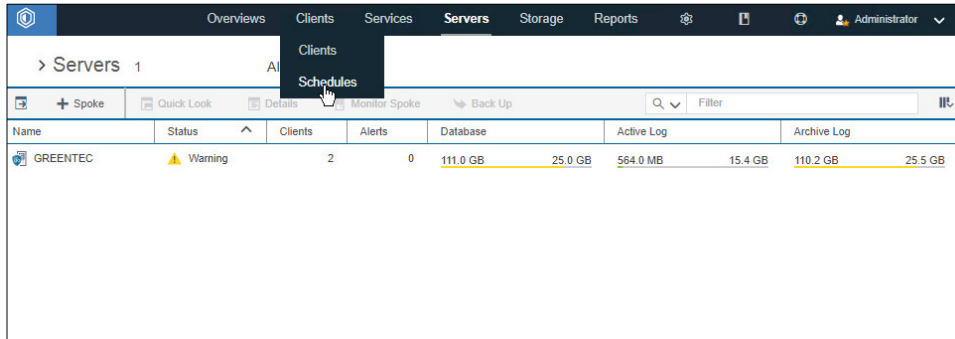 Overviews Clients Services Servers Storage Reports Administrator
Clients
Servers 1 Al
Schedules
Spoke Quick Look Details Monitor Spoke Back Up Filter
Name Status Clients Alerts Database Active Log Archive Log
GREENTEC Warning 2 0 111.0 GB 25.0 GB 564.0 MB 15.4 GB 110.2 GB 25.5 GB